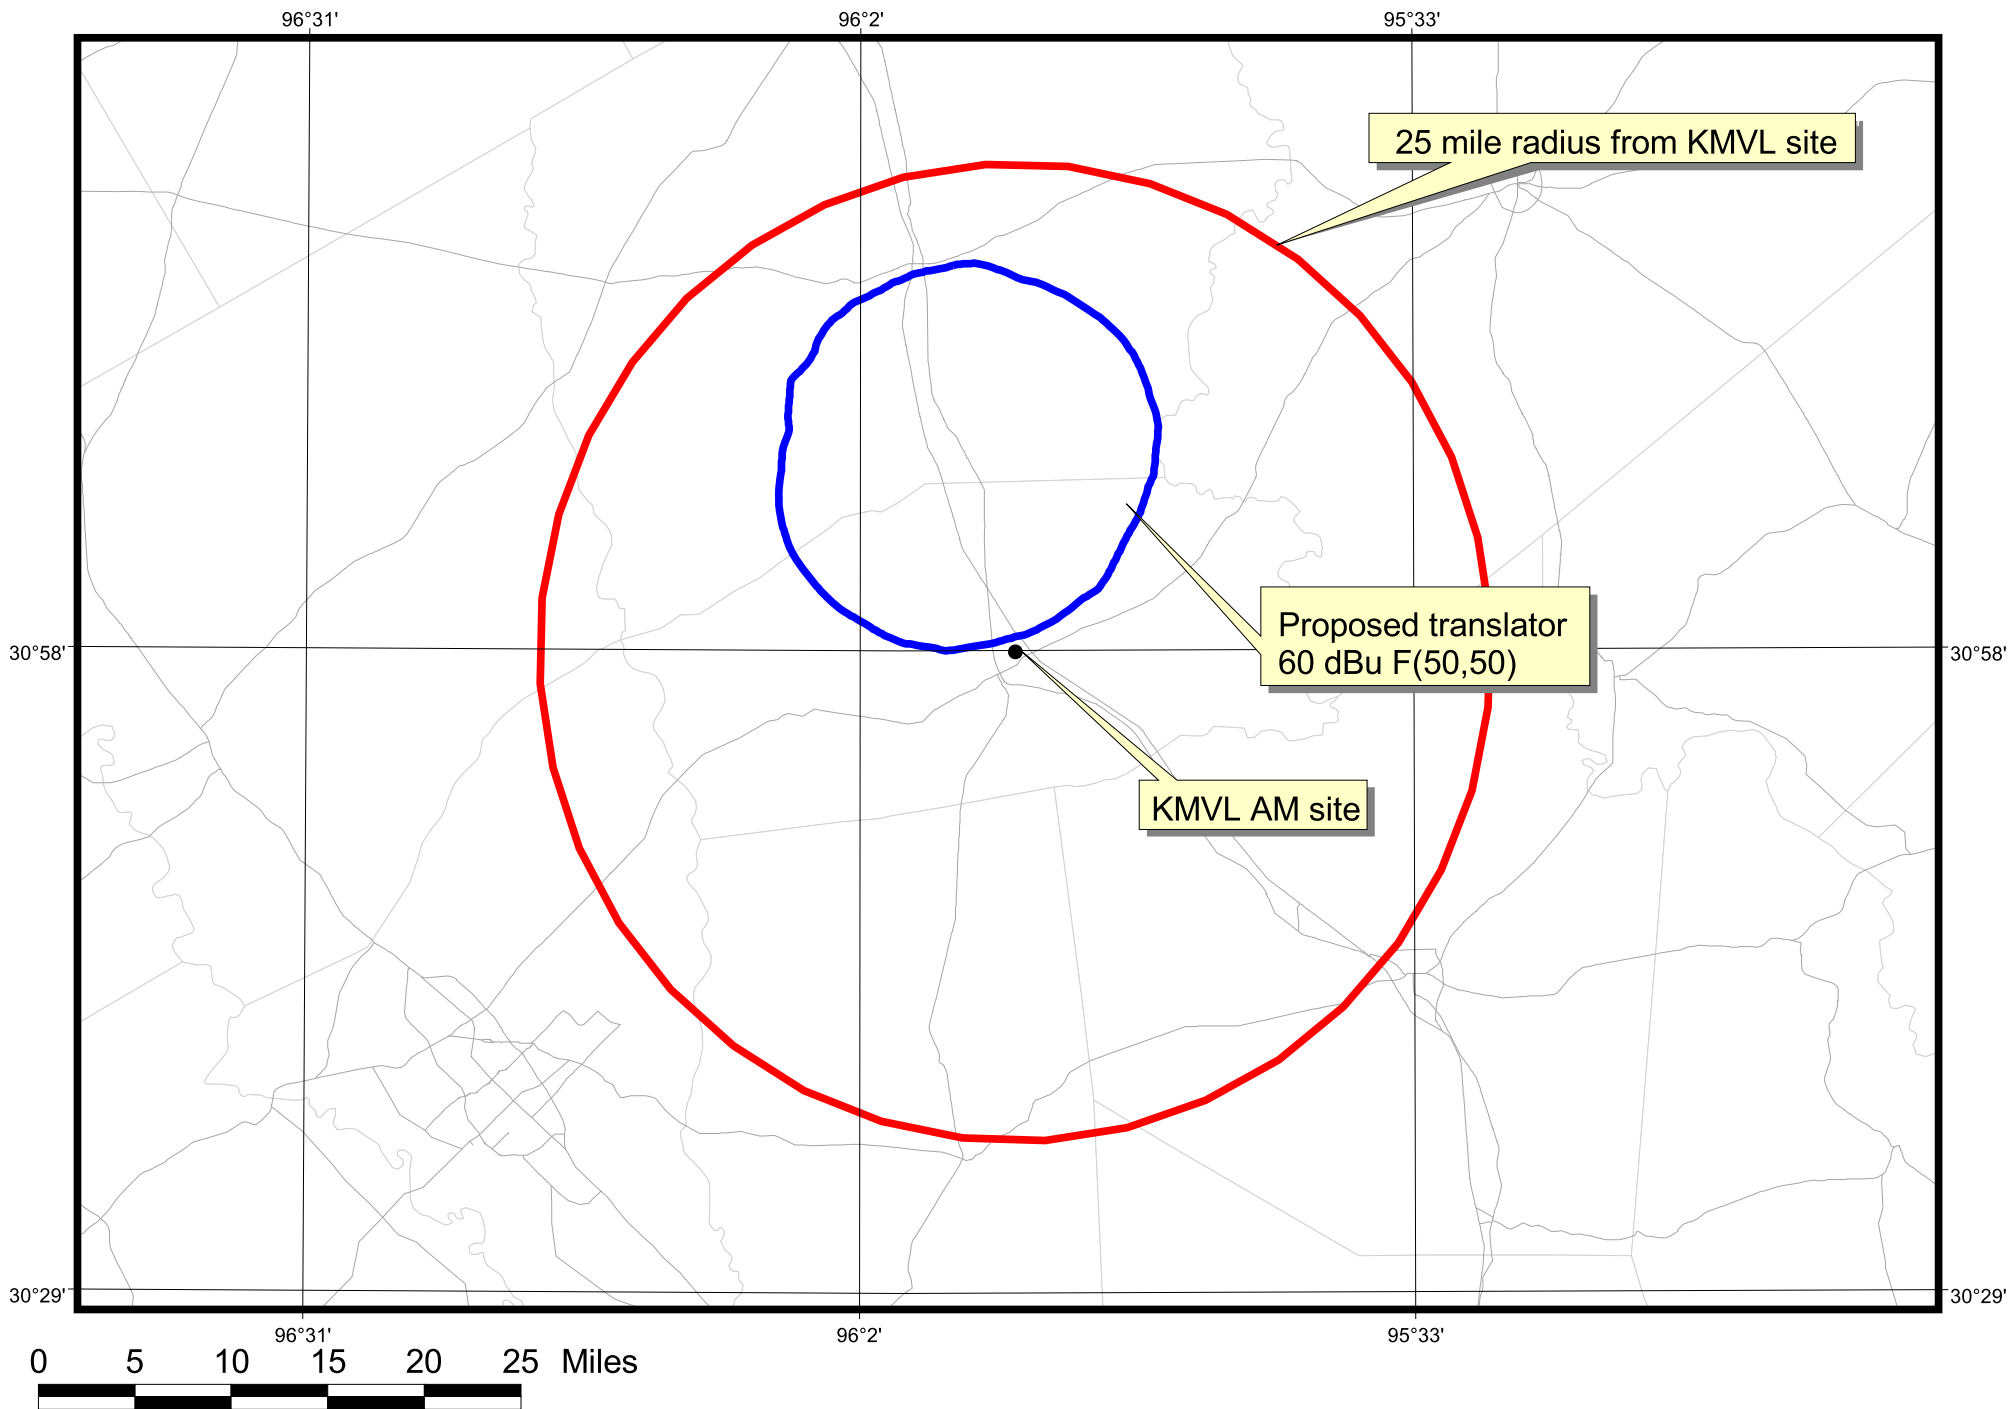 96°31' 96°2' 95°33'
25 mile radius from KMVL site
Proposed translator
60 dBu F(50,50)
30°58' 30°58'
KMVL AM site
30°29' 30°29'
96°31' 96°2' 95°33'
0 5 10 15 20 25 Miles